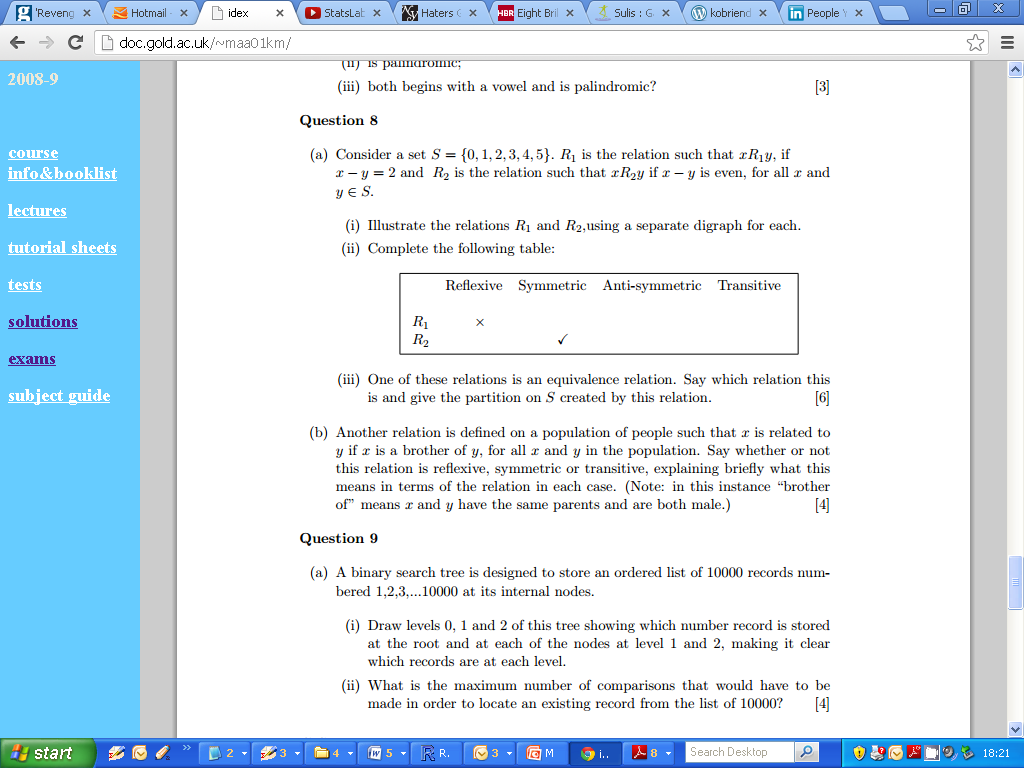 'Reveng
Hotmail
idex
StatsLab
Haters
HBR Eight Bri
Sulis : G
kobriend
People Y
doc.gold.ac.uk/~maa01km/
2008-9
course
info&booklist
lectures
tutorial sheets
tests
solutions
exams
subject guide
(ii) is palindromic;
(iii) both begins with a vowel and is palindromic? [3]
Question 8
(a) Consider a set S = {0, 1, 2, 3, 4, 5}. R₁ is the relation such that xR₁y, if
x − y = 2 and R₂ is the relation such that xR₂y if x − y is even, for all x and
y ∈ S.
(i) Illustrate the relations R₁ and R₂,using a separate digraph for each.
(ii) Complete the following table:
Reflexive Symmetric Anti-symmetric Transitive
R₁ ×
R₂ ✓
(iii) One of these relations is an equivalence relation. Say which relation this
is and give the partition on S created by this relation. [6]
(b) Another relation is defined on a population of people such that x is related to
y if x is a brother of y, for all x and y in the population. Say whether or not
this relation is reflexive, symmetric or transitive, explaining briefly what this
means in terms of the relation in each case. (Note: in this instance “brother
of” means x and y have the same parents and are both male.) [4]
Question 9
(a) A binary search tree is designed to store an ordered list of 10000 records num-
bered 1,2,3,...10000 at its internal nodes.
(i) Draw levels 0, 1 and 2 of this tree showing which number record is stored
at the root and at each of the nodes at level 1 and 2, making it clear
which records are at each level.
(ii) What is the maximum number of comparisons that would have to be
made in order to locate an existing record from the list of 10000? [4]
start
2
3
4
5
R.
3
M
i..
8
Search Desktop
18:21